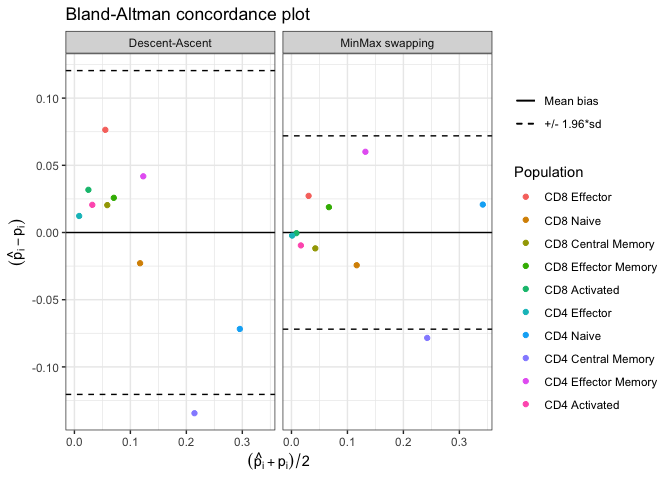 Bland-Altman concordance plot
Descent-Ascent
MinMax swapping
0.10
0.05
0.00
-0.05
-0.10
(p̂i − pi)
0.0 0.1 0.2 0.3
0.0 0.1 0.2 0.3
(p̂i + pi)/2
Mean bias
+/- 1.96*sd
Population
CD8 Effector
CD8 Naive
CD8 Central Memory
CD8 Effector Memory
CD8 Activated
CD4 Effector
CD4 Naive
CD4 Central Memory
CD4 Effector Memory
CD4 Activated